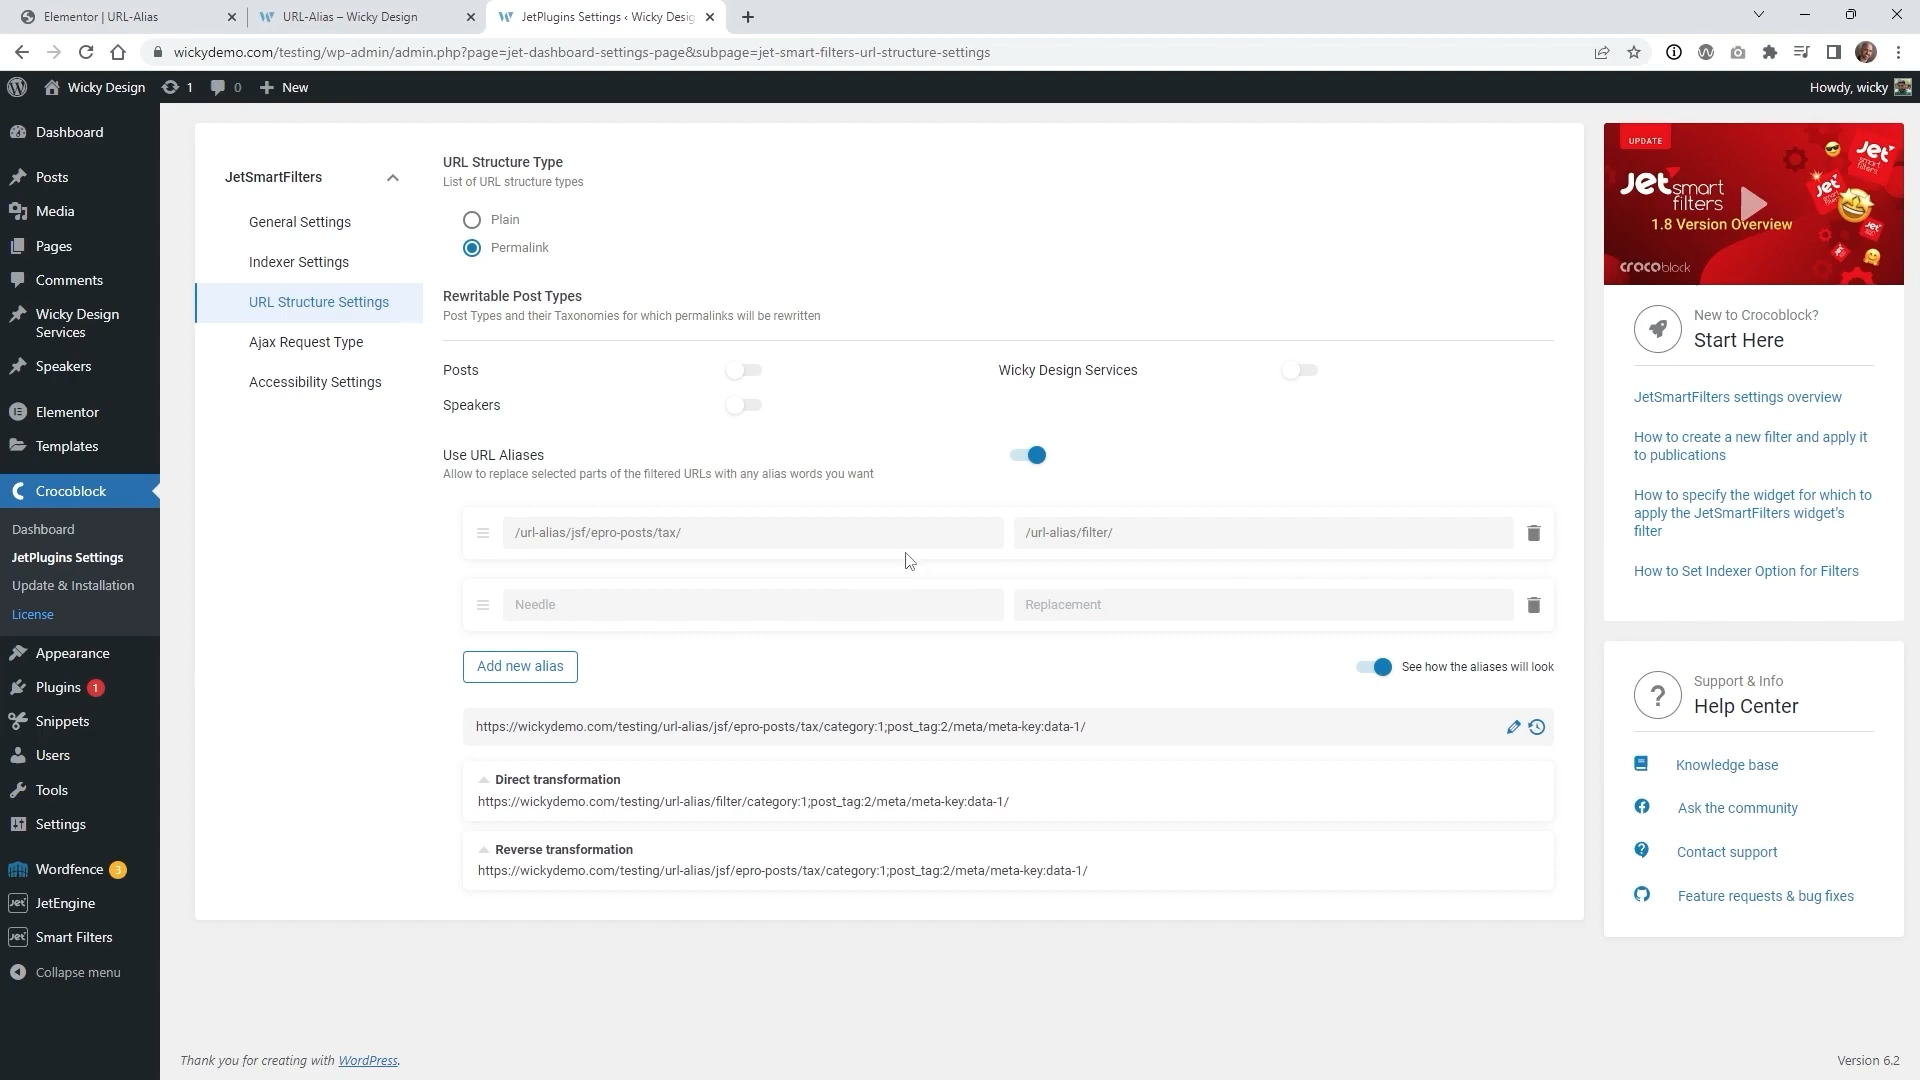 Elementor | URL-Alias
URL-Alias – Wicky Design
JetPlugins Settings ‹ Wicky Desig
wickydemo.com/testing/wp-admin/admin.php?page=jet-dashboard-settings-page&subpage=jet-smart-filters-url-structure-settings
Wicky Design
1
0
New
Howdy, wicky
Dashboard
Posts
Media
Pages
Comments
Wicky Design
Services
Speakers
Elementor
Templates
Crocoblock
Dashboard
JetPlugins Settings
Update & Installation
License
Appearance
Plugins 1
Snippets
Users
Tools
Settings
Wordfence 3
JetEngine
Smart Filters
Collapse menu
JetSmartFilters
General Settings
Indexer Settings
URL Structure Settings
Ajax Request Type
Accessibility Settings
URL Structure Type
List of URL structure types
Plain
Permalink
Rewritable Post Types
Post Types and their Taxonomies for which permalinks will be rewritten
Posts
Wicky Design Services
Speakers
Use URL Aliases
Allow to replace selected parts of the filtered URLs with any alias words you want
/url-alias/jsf/epro-posts/tax/
/url-alias/filter/
Needle
Replacement
Add new alias
See how the aliases will look
https://wickydemo.com/testing/url-alias/jsf/epro-posts/tax/category:1;post_tag:2/meta/meta-key:data-1/
Direct transformation
https://wickydemo.com/testing/url-alias/filter/category:1;post_tag:2/meta/meta-key:data-1/
Reverse transformation
https://wickydemo.com/testing/url-alias/jsf/epro-posts/tax/category:1;post_tag:2/meta/meta-key:data-1/
UPDATE
Jet smart
filters
1.8 Version Overview
crocoblock
New to Crocoblock?
Start Here
JetSmartFilters settings overview
How to create a new filter and apply it
to publications
How to specify the widget for which to
apply the JetSmartFilters widget's
filter
How to Set Indexer Option for Filters
Support & Info
Help Center
Knowledge base
Ask the community
Contact support
Feature requests & bug fixes
Thank you for creating with WordPress.
Version 6.2